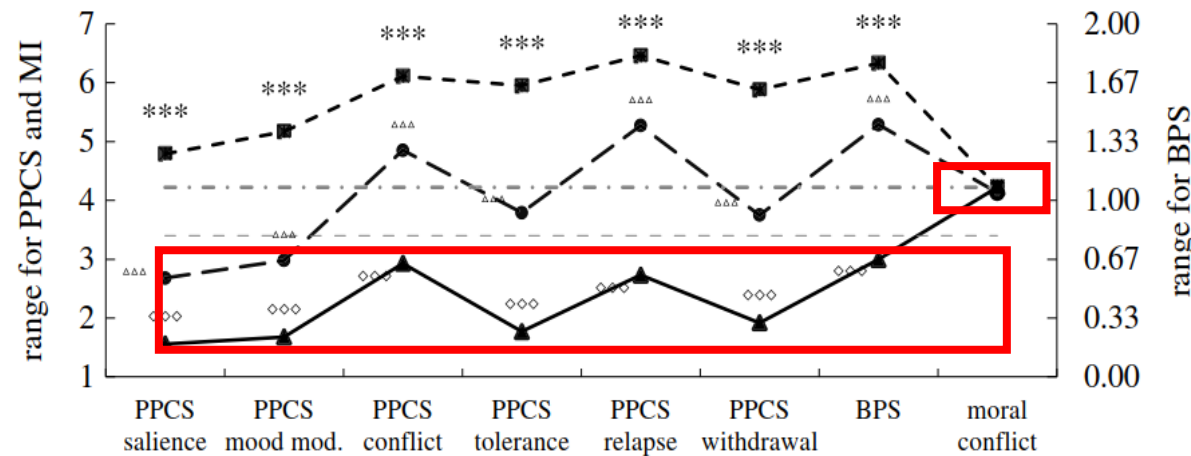 range for PPCS and MI
7
6
5
4
3
2
1
***
***
***
***
***
***
***
2.00
1.67
1.33
1.00
0.67
0.33
0.00
range for BPS
PPCS salience
PPCS mood mod.
PPCS conflict
PPCS tolerance
PPCS relapse
PPCS withdrawal
BPS
moral conflict